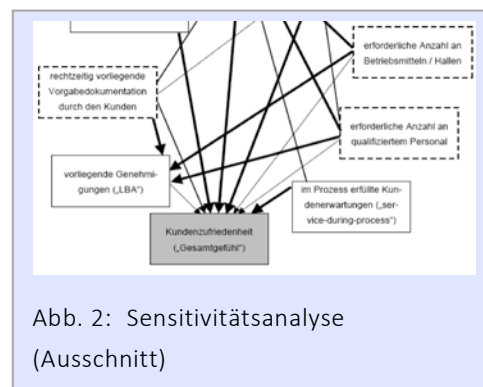 erforderliche Anzahl an
Betriebsmitteln / Hallen
rechtzeitig vorliegende
Vorgabedokumentation
durch den Kunden
erforderliche Anzahl an
qualifiziertem Personal
vorliegende Genehmi-
gungen („LBA“)
im Prozess erfüllte Kun-
denerwartungen („ser-
vice-during-process“)
Kundenzufriedenheit
(„Gesamtgefühl“)
Abb. 2: Sensitivitätsanalyse
(Ausschnitt)